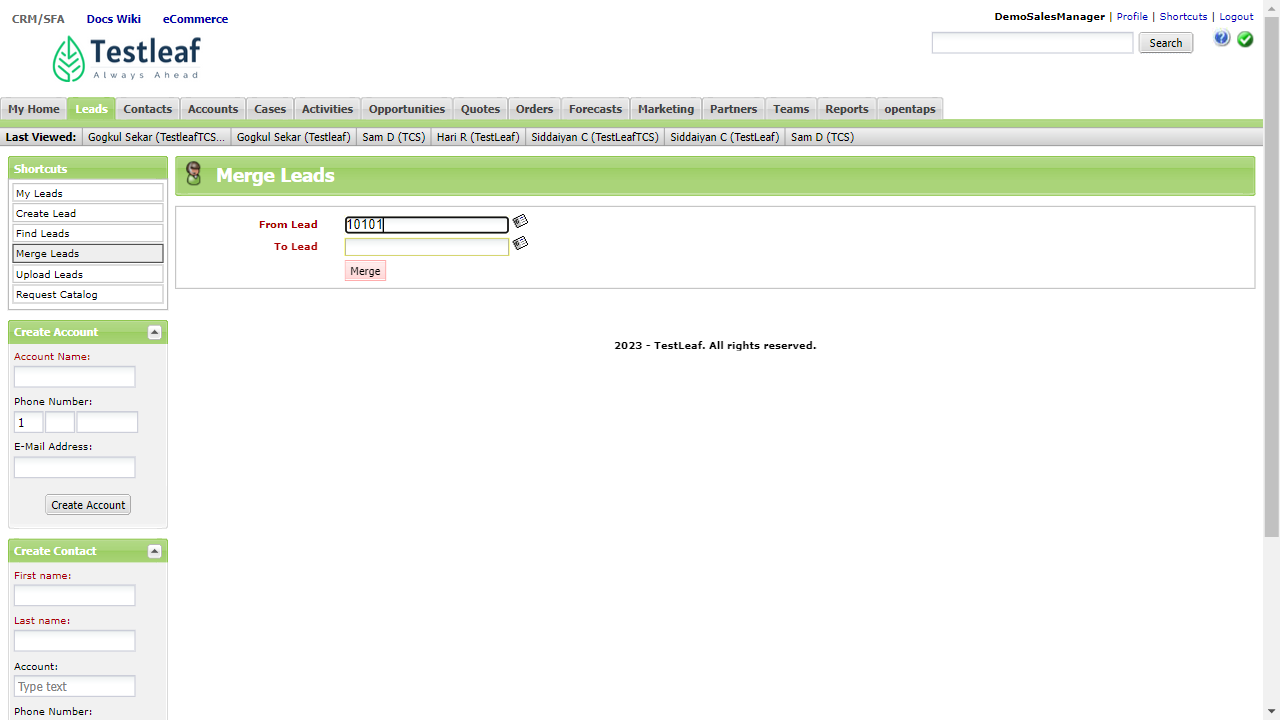 CRM/SFA Docs Wiki eCommerce
DemoSalesManager | Profile | Shortcuts | Logout
Search
?
Testleaf
Always Ahead
My Home Leads Contacts Accounts Cases Activities Opportunities Quotes Orders Forecasts Marketing Partners Teams Reports opentaps
Last Viewed: Gogkul Sekar (TestleafTCS... Gogkul Sekar (Testleaf) Sam D (TCS) Hari R (TestLeaf) Siddaiyan C (TestLeafTCS) Siddaiyan C (TestLeaf) Sam D (TCS)
Shortcuts
My Leads
Create Lead
Find Leads
Merge Leads
Upload Leads
Request Catalog
Merge Leads
From Lead 10101
To Lead
Merge
2023 - TestLeaf. All rights reserved.
Create Account
Account Name:
Phone Number:
1
E-Mail Address:
Create Account
Create Contact
First name:
Last name:
Account:
Type text
Phone Number: